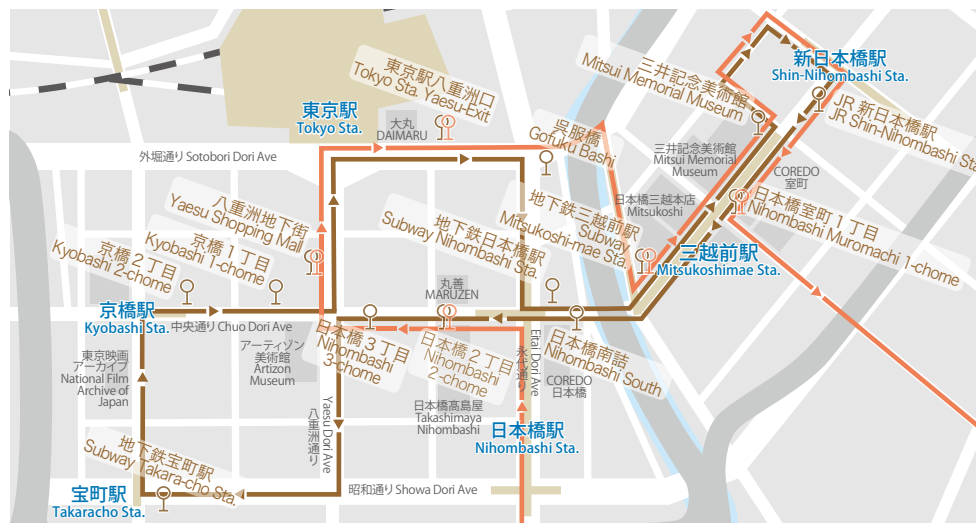 新日本橋駅
Shin-Nihombashi Sta.
三井記念美術館
Mitsui Memorial Museum
東京駅八重洲口
Tokyo Sta. Yaesu-Exit
東京駅
Tokyo Sta.
大丸
DAIMARU
呉服橋
Gofuku Bashi
JR 新日本橋駅
JR Shin-Nihombashi Sta.
外堀通り Sotobori Dori Ave
三井記念美術館
Mitsui Memorial
Museum
COREDO
室町
八重洲地下街
Yaesu Shopping Mall
地下鉄日本橋駅
Subway Nihombashi Sta.
地下鉄三越前駅
Subway
Mitsukoshi-mae Sta.
日本橋三越本店
Mitsukoshi
日本橋室町1丁目
Nihombashi Muromachi 1-chome
京橋2丁目
Kyobashi 2-chome
京橋1丁目
Kyobashi 1-chome
三越前駅
Mitsukoshimae Sta.
丸善
MARUZEN
京橋駅
Kyobashi Sta.
中央通り Chuo Dori Ave
日本橋3丁目
Nihombashi
3-chome
日本橋2丁目
Nihombashi
2-chome
永代通り
Eitai Dori Ave
日本橋南詰
Nihombashi South
東京映画
アーカイブ
National Film
Archive of
Japan
アーティゾン
美術館
Artizon
Museum
COREDO
日本橋
八重洲通り
Yaesu Dori Ave
日本橋髙島屋
Takashimaya
Nihombashi
日本橋駅
Nihombashi Sta.
地下鉄宝町駅
Subway Takara-cho Sta.
宝町駅
Takaracho Sta.
昭和通り Showa Dori Ave